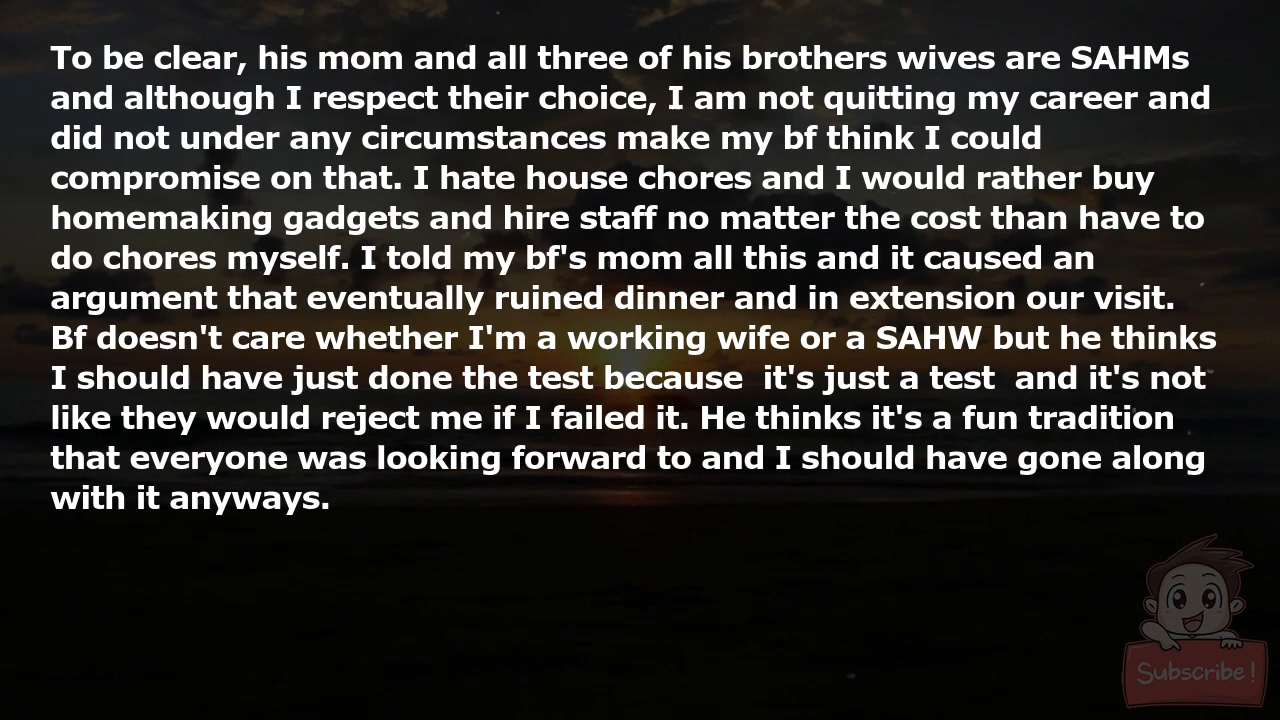 To be clear, his mom and all three of his brothers wives are SAHMs
and although I respect their choice, I am not quitting my career and
did not under any circumstances make my bf think I could
compromise on that. I hate house chores and I would rather buy
homemaking gadgets and hire staff no matter the cost than have to
do chores myself. I told my bf's mom all this and it caused an
argument that eventually ruined dinner and in extension our visit.
Bf doesn't care whether I'm a working wife or a SAHW but he thinks
I should have just done the test because  it's just a test  and it's not
like they would reject me if I failed it. He thinks it's a fun tradition
that everyone was looking forward to and I should have gone along
with it anyways.
Subscribe!